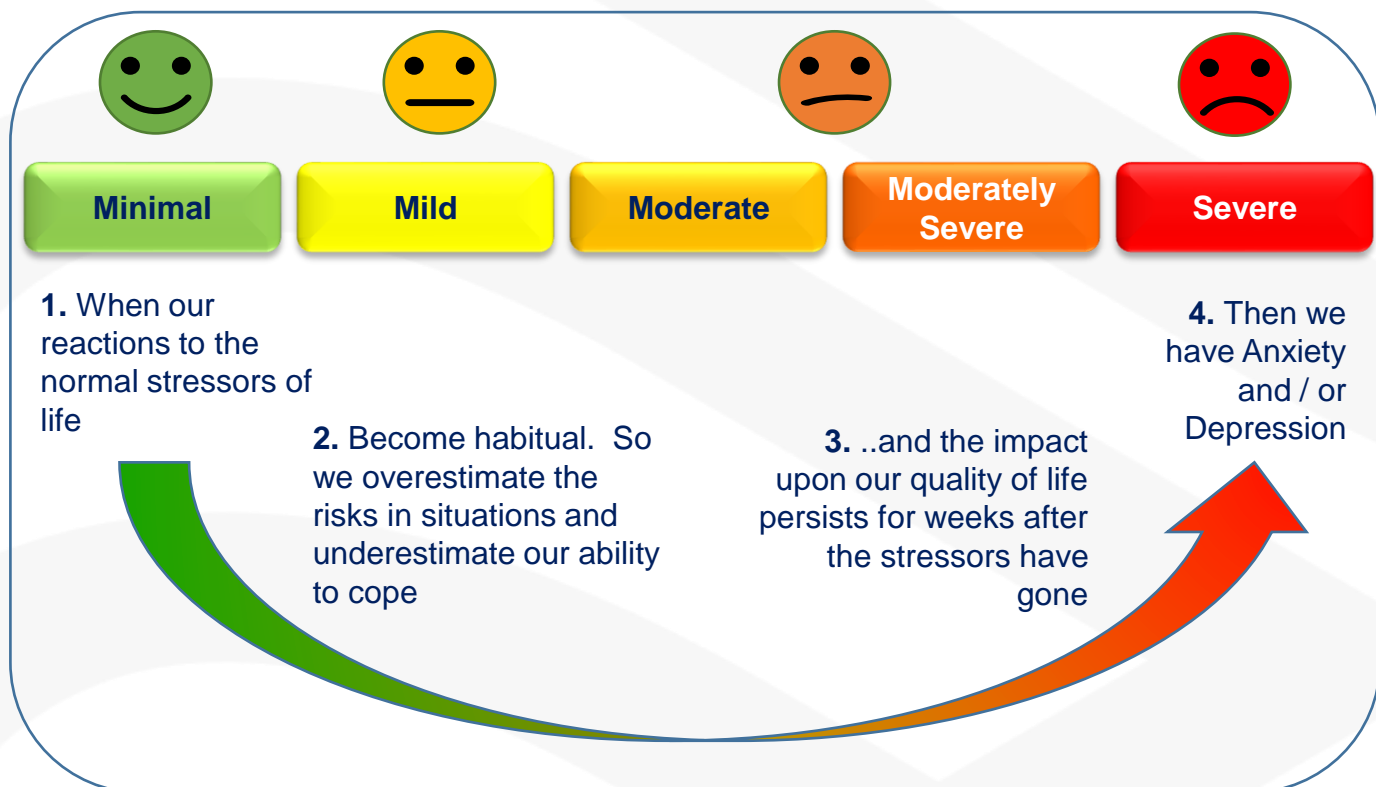 Minimal
Mild
Moderate
Moderately
Severe
Severe
1. When our
reactions to the
normal stressors of
life
2. Become habitual.  So
we overestimate the
risks in situations and
underestimate our ability
to cope
3. ..and the impact
upon our quality of life
persists for weeks after
the stressors have
gone
4. Then we
have Anxiety
and / or
Depression